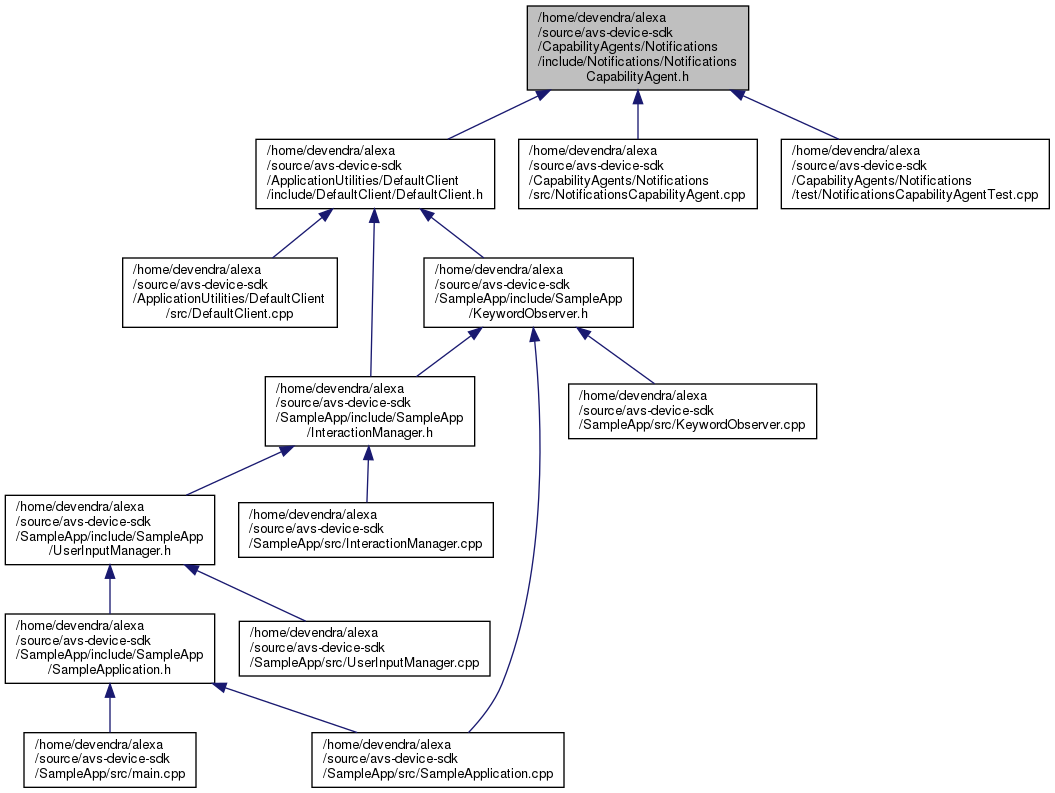 /home/devendra/alexa
/source/avs-device-sdk
/CapabilityAgents/Notifications
/include/Notifications/Notifications
CapabilityAgent.h
/home/devendra/alexa
/source/avs-device-sdk
/ApplicationUtilities/DefaultClient
/include/DefaultClient/DefaultClient.h
/home/devendra/alexa
/source/avs-device-sdk
/CapabilityAgents/Notifications
/src/NotificationsCapabilityAgent.cpp
/home/devendra/alexa
/source/avs-device-sdk
/CapabilityAgents/Notifications
/test/NotificationsCapabilityAgentTest.cpp
/home/devendra/alexa
/source/avs-device-sdk
/ApplicationUtilities/DefaultClient
/src/DefaultClient.cpp
/home/devendra/alexa
/source/avs-device-sdk
/SampleApp/include/SampleApp
/KeywordObserver.h
/home/devendra/alexa
/source/avs-device-sdk
/SampleApp/include/SampleApp
/InteractionManager.h
/home/devendra/alexa
/source/avs-device-sdk
/SampleApp/src/KeywordObserver.cpp
/home/devendra/alexa
/source/avs-device-sdk
/SampleApp/include/SampleApp
/UserInputManager.h
/home/devendra/alexa
/source/avs-device-sdk
/SampleApp/src/InteractionManager.cpp
/home/devendra/alexa
/source/avs-device-sdk
/SampleApp/include/SampleApp
/SampleApplication.h
/home/devendra/alexa
/source/avs-device-sdk
/SampleApp/src/UserInputManager.cpp
/home/devendra/alexa
/source/avs-device-sdk
/SampleApp/src/main.cpp
/home/devendra/alexa
/source/avs-device-sdk
/SampleApp/src/SampleApplication.cpp